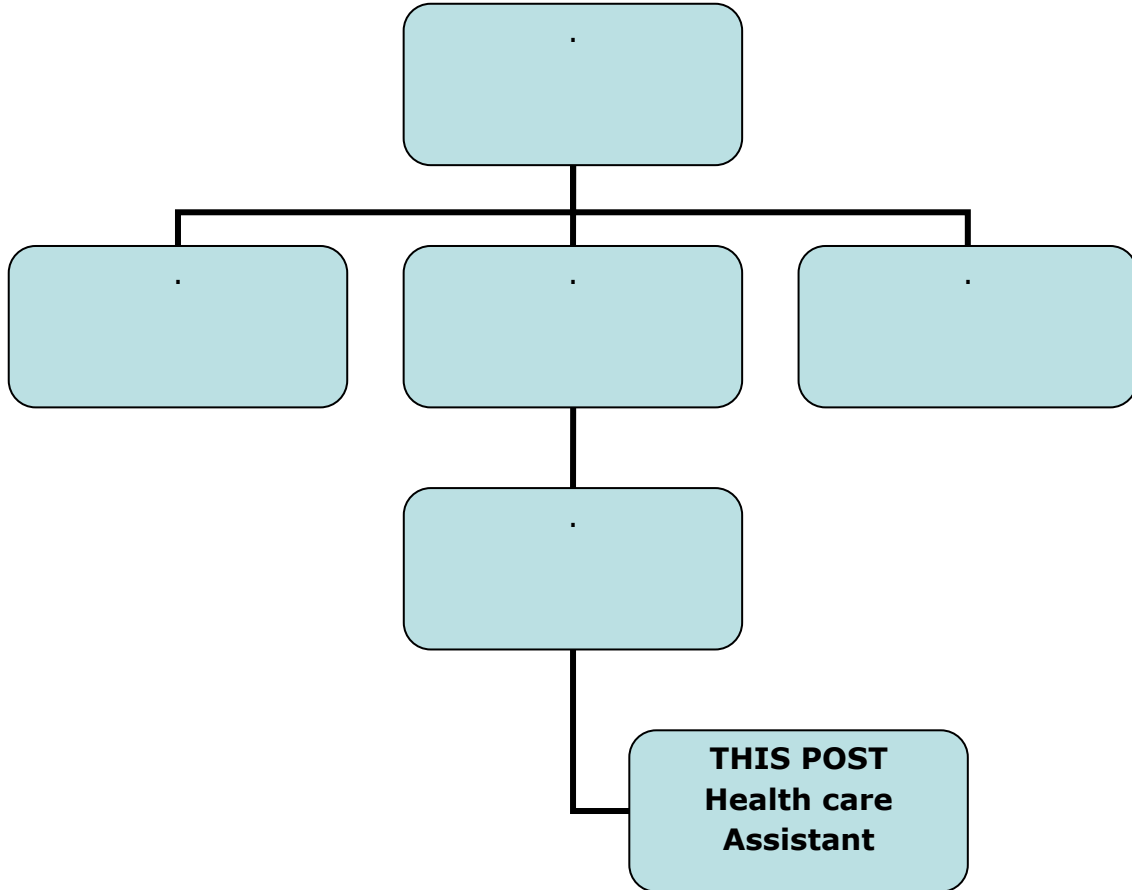 .
. . .
.
THIS POST
Health care
Assistant